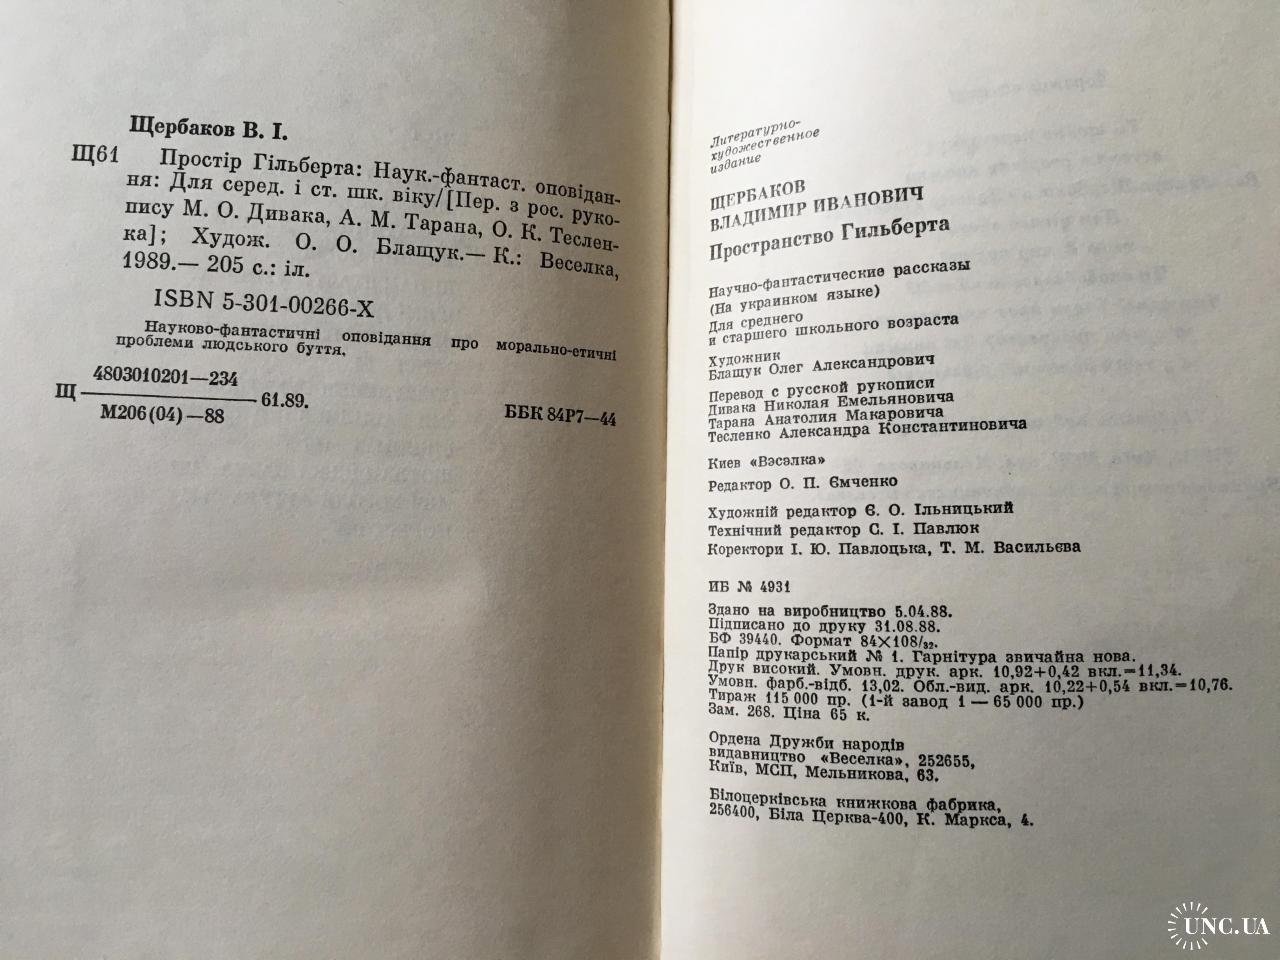 Щербаков В. І.
Щ61 Простір Гільберта: Наук.-фантаст. оповідан-
ня: Для серед. і ст. шк. віку/[Пер. з рос. руко-
пису М. О. Дивака, А. М. Тарана, О. К. Теслен-
ка]; Худож. О. О. Блащук.— К.: Веселка,
1989.— 205 с.: іл.
ISBN 5-301-00266-X
Науково-фантастичні оповідання про морально-етичні
проблеми людського буття.
Щ 4803010201—234
М206(04)—88 61.89.
ББК 84Р7—44
Литературно-
художественное
издание
ЩЕРБАКОВ
ВЛАДИМИР ИВАНОВИЧ
Пространство Гильберта
Научно-фантастические рассказы
(На украинком языке)
Для среднего
и старшего школьного возраста
Художник
Блащук Олег Александрович
Перевод с русской рукописи
Дивака Николая Емельяновича
Тарана Анатолия Макаровича
Тесленко Александра Константиновича
Киев «Вэсэлка»
Редактор О. П. Ємченко
Художній редактор Є. О. Ільницький
Технічний редактор С. І. Павлюк
Коректори І. Ю. Павлоцька, Т. М. Васильєва
ИБ № 4931
Здано на виробництво 5.04.88.
Підписано до друку 31.08.88.
БФ 39440. Формат 84×108/32.
Папір друкарський № 1. Гарнітура звичайна нова.
Друк високий. Умовн. друк. арк. 10,92+0,42 вкл.=11,34.
Умовн. фарб.-відб. 13,02. Обл.-вид. арк. 10,22+0,54 вкл.=10,76.
Тираж 115 000 пр. (1-й завод 1 — 65 000 пр.)
Зам. 268. Ціна 65 к.
Ордена Дружби народів
видавництво «Веселка», 252655,
Київ, МСП, Мельникова, 63.
Білоцерківська книжкова фабрика,
256400, Біла Церква-400, К. Маркса, 4.
UNC.UA